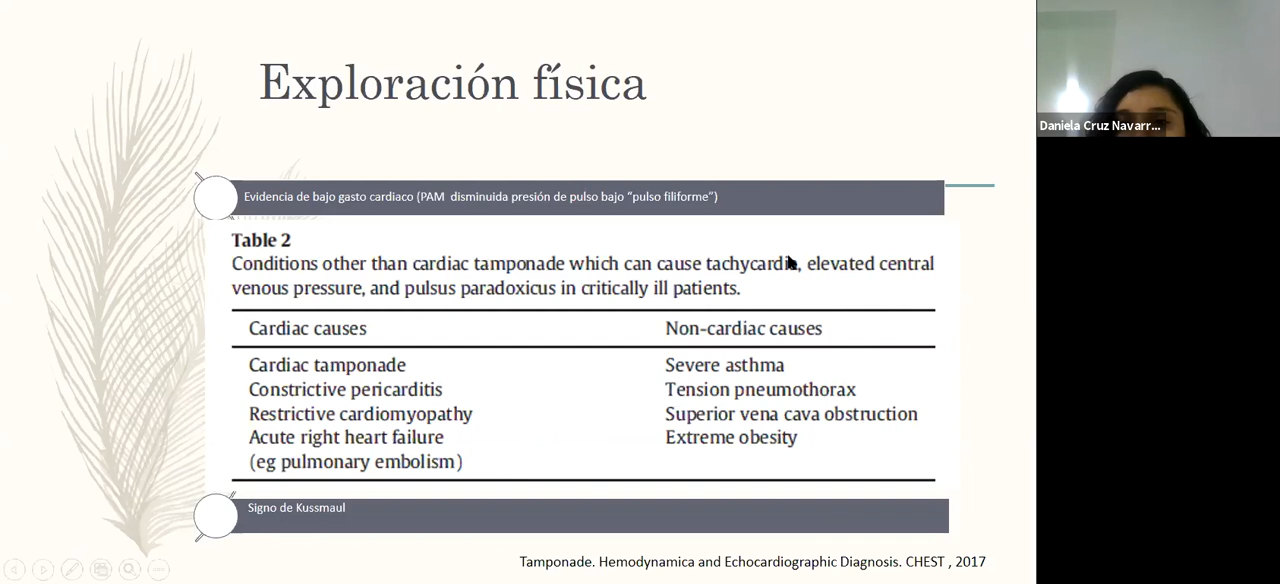 Exploración física
Daniela Cruz Navarr...
Evidencia de bajo gasto cardiaco (PAM disminuida presión de pulso bajo “pulso filiforme”)
Table 2
Conditions other than cardiac tamponade which can cause tachycardia, elevated central
venous pressure, and pulsus paradoxicus in critically ill patients.
Cardiac causes
Non-cardiac causes
Cardiac tamponade
Severe asthma
Constrictive pericarditis
Tension pneumothorax
Restrictive cardiomyopathy
Superior vena cava obstruction
Acute right heart failure
Extreme obesity
(eg pulmonary embolism)
Signo de Kussmaul
Tamponade. Hemodynamica and Echocardiographic Diagnosis. CHEST , 2017